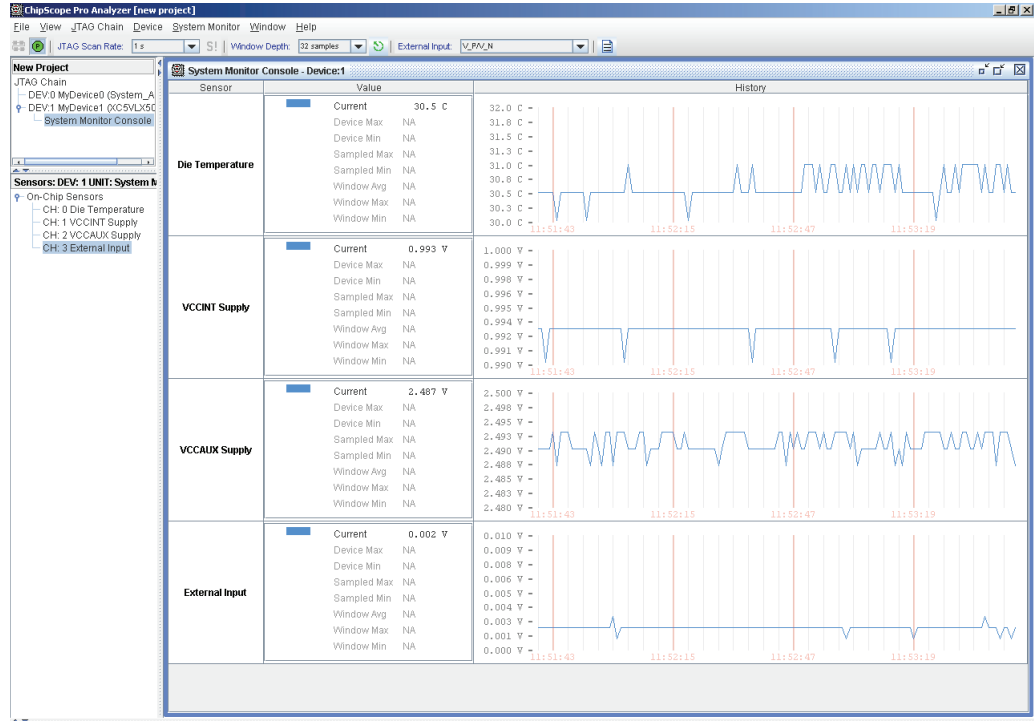 ChipScope Pro Analyzer [new project]
File View JTAG Chain Device System Monitor Window Help
JTAG Scan Rate: 1 s S! Window Depth: 32 samples External Input: V_P/V_N
New Project
JTAG Chain
DEV:0 MyDevice0 (System_A
DEV:1 MyDevice1 (XC5VLX50
System Monitor Console
Sensors: DEV: 1 UNIT: System M
On-Chip Sensors
CH: 0 Die Temperature
CH: 1 VCCINT Supply
CH: 2 VCCAUX Supply
CH: 3 External Input
System Monitor Console - Device:1
Sensor Value History
Die Temperature
Current 30.5 C
Device Max NA
Device Min NA
Sampled Max NA
Sampled Min NA
Window Avg NA
Window Max NA
Window Min NA
32.0 C
31.8 C
31.5 C
31.3 C
31.0 C
30.8 C
30.5 C
30.3 C
30.0 C
11:51:43 11:52:15 11:52:47 11:53:19
VCCINT Supply
Current 0.993 V
Device Max NA
Device Min NA
Sampled Max NA
Sampled Min NA
Window Avg NA
Window Max NA
Window Min NA
1.000 V
0.999 V
0.998 V
0.996 V
0.995 V
0.994 V
0.992 V
0.991 V
0.990 V
11:51:43 11:52:15 11:52:47 11:53:19
VCCAUX Supply
Current 2.487 V
Device Max NA
Device Min NA
Sampled Max NA
Sampled Min NA
Window Avg NA
Window Max NA
Window Min NA
2.500 V
2.498 V
2.495 V
2.493 V
2.490 V
2.488 V
2.485 V
2.483 V
2.480 V
11:51:43 11:52:15 11:52:47 11:53:19
External Input
Current 0.002 V
Device Max NA
Device Min NA
Sampled Max NA
Sampled Min NA
Window Avg NA
Window Max NA
Window Min NA
0.010 V
0.009 V
0.008 V
0.006 V
0.005 V
0.004 V
0.003 V
0.001 V
0.000 V
11:51:43 11:52:15 11:52:47 11:53:19